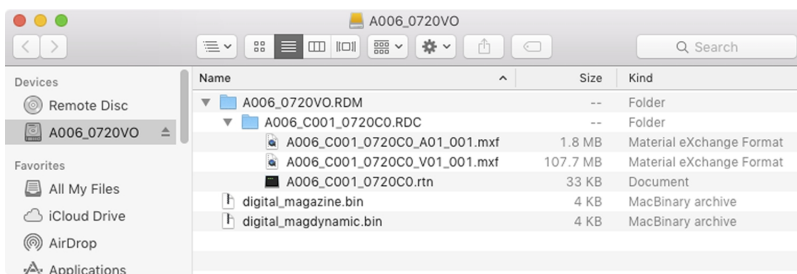 A006_0720VO
Search
Devices
Remote Disc
A006_0720VO
Favorites
All My Files
iCloud Drive
AirDrop
Applications
Name Size Kind
A006_0720VO.RDM -- Folder
A006_C001_0720C0.RDC -- Folder
A006_C001_0720C0_A01_001.mxf 1.8 MB Material eXchange Format
A006_C001_0720C0_V01_001.mxf 107.7 MB Material eXchange Format
A006_C001_0720C0.rtn 33 KB Document
digital_magazine.bin 4 KB MacBinary archive
digital_magdynamic.bin 4 KB MacBinary archive